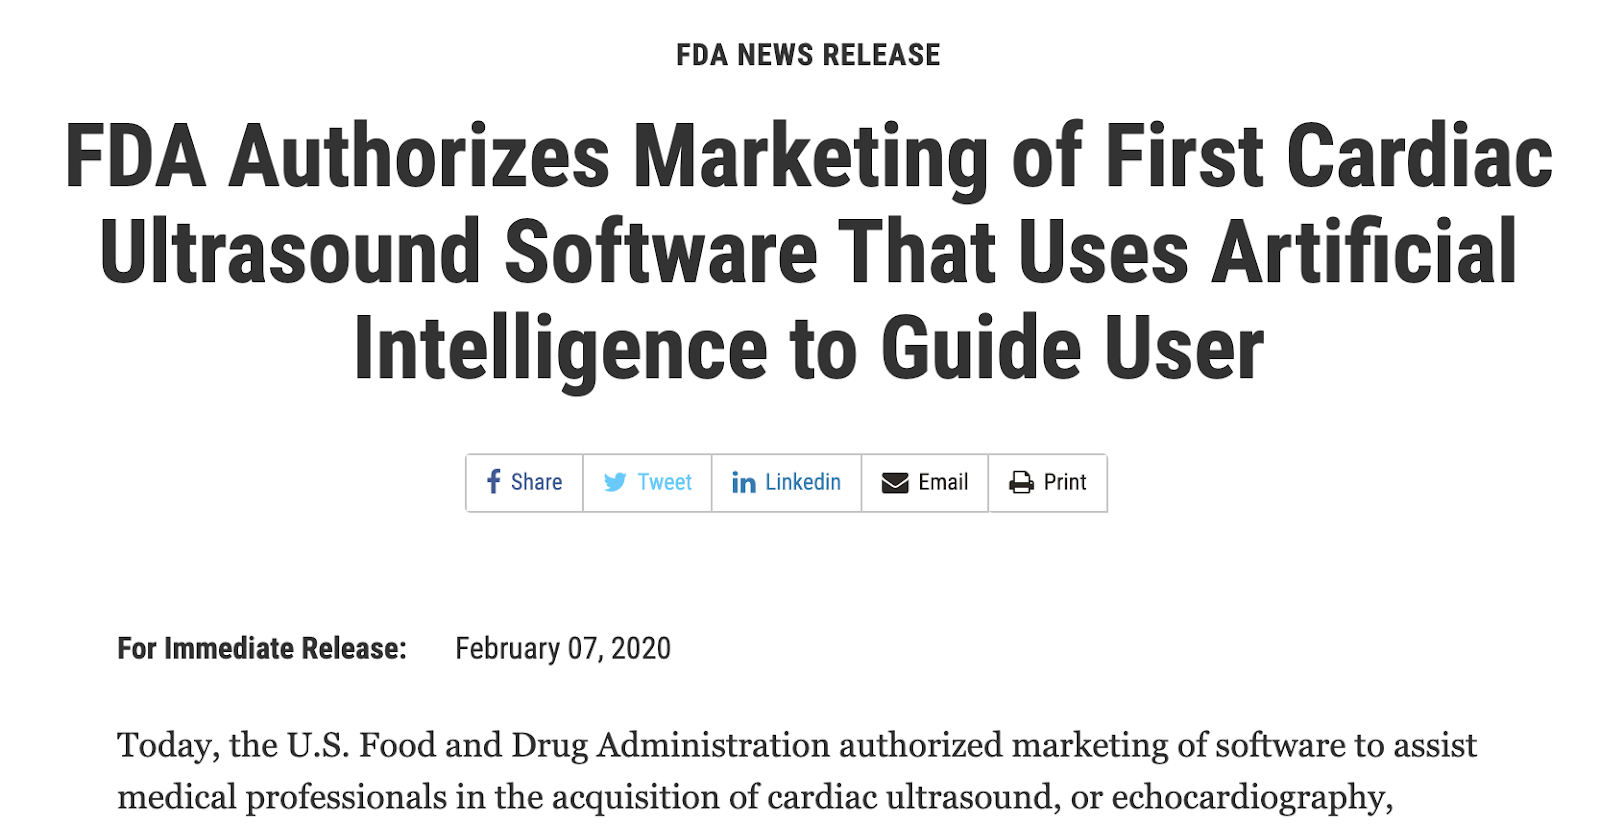 FDA NEWS RELEASE
FDA Authorizes Marketing of First Cardiac
Ultrasound Software That Uses Artificial
Intelligence to Guide User
Share Tweet Linkedin Email Print
For Immediate Release: February 07, 2020
Today, the U.S. Food and Drug Administration authorized marketing of software to assist
medical professionals in the acquisition of cardiac ultrasound, or echocardiography,